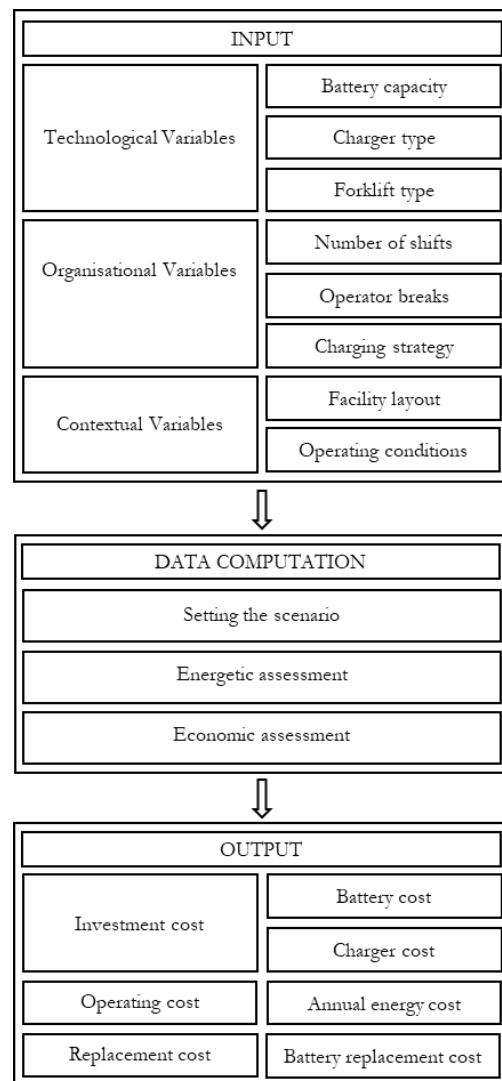 INPUT
Technological Variables
Battery capacity
Charger type
Forklift type
Organisational Variables
Number of shifts
Operator breaks
Charging strategy
Contextual Variables
Facility layout
Operating conditions
DATA COMPUTATION
Setting the scenario
Energetic assessment
Economic assessment
OUTPUT
Investment cost
Battery cost
Charger cost
Operating cost
Annual energy cost
Replacement cost
Battery replacement cost